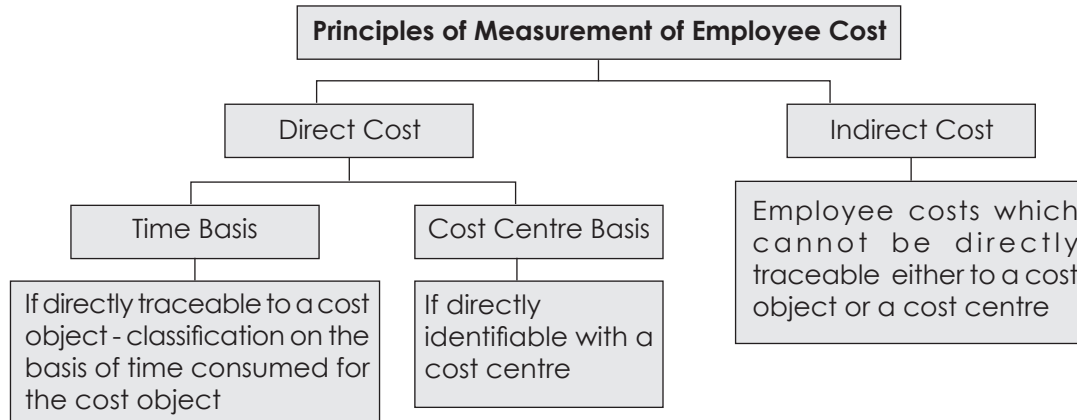 Principles of Measurement of Employee Cost
Direct Cost
Indirect Cost
Time Basis
Cost Centre Basis
Employee costs which
cannot be directly
traceable either to a cost
object or a cost centre
If directly traceable to a cost
object - classification on the
basis of time consumed for
the cost object
If directly
identifiable with a
cost centre